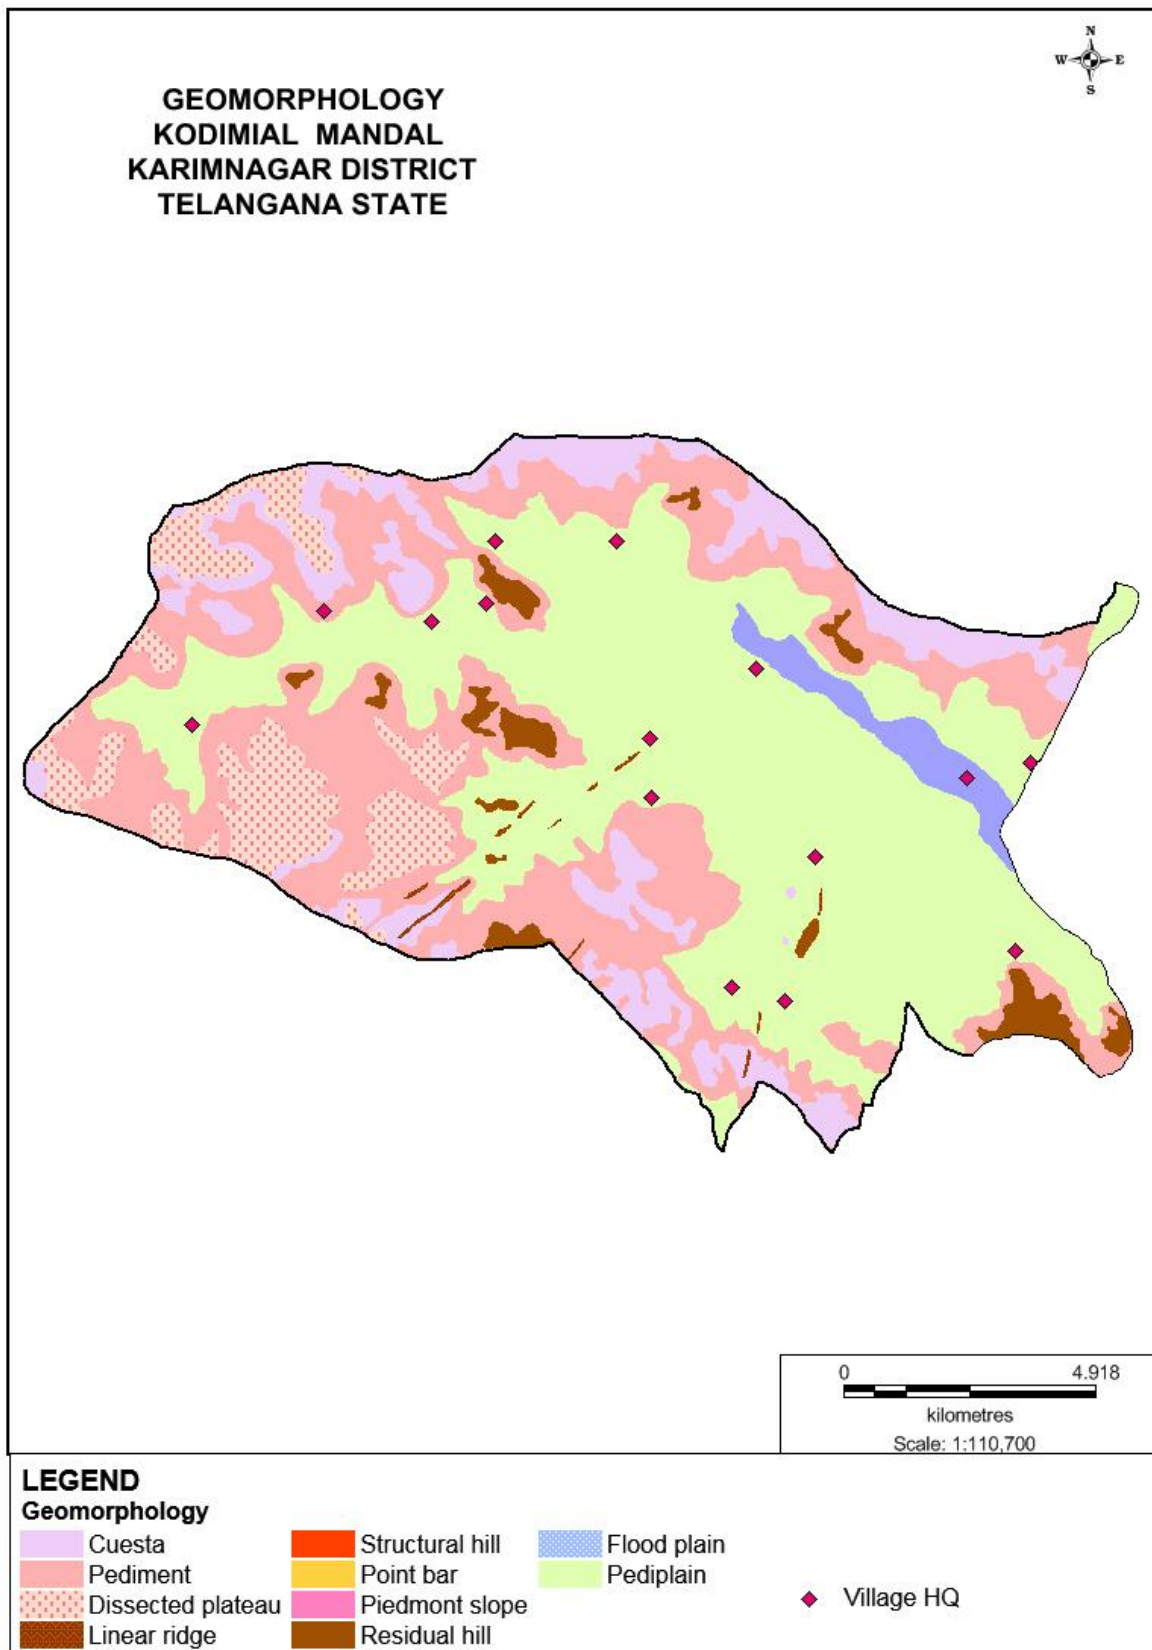 N
W E
S
GEOMORPHOLOGY
KODIMIAL MANDAL
KARIMNAGAR DISTRICT
TELANGANA STATE
0 4.918
kilometres
Scale: 1:110,700
LEGEND
Geomorphology
Cuesta
Pediment
Dissected plateau
Linear ridge
Structural hill
Point bar
Piedmont slope
Residual hill
Flood plain
Pediplain
Village HQ